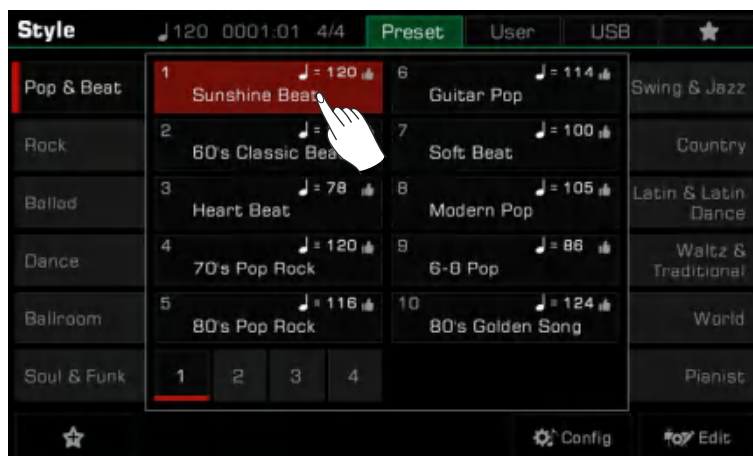 Style ♩120 0001:01 4/4 Preset User USB
Pop & Beat
Rock
Ballad
Dance
Ballroom
Soul & Funk
1 ♩= 120
Sunshine Beat
2 ♩=
60's Classic
3 ♩= 78
Heart Beat
4 ♩= 120
70's Pop Rock
5 ♩= 116
80's Pop Rock
6 ♩= 114
Guitar Pop
7 ♩= 100
Soft Beat
8 ♩= 105
Modern Pop
9 ♩= 86
6-8 Pop
10 ♩= 124
80's Golden Song
1 2 3 4
Swing & Jazz
Country
Latin & Latin
Dance
Waltz &
Traditional
World
Pianist
Config Edit